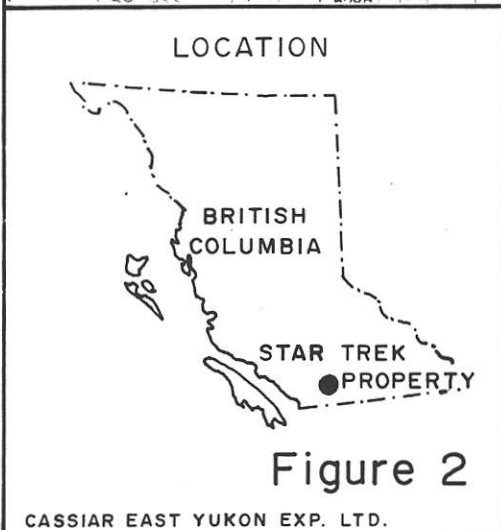 LOCATION
BRITISH
COLUMBIA
STAR TREK
PROPERTY
Figure 2
CASSIAR EAST YUKON EXP. LTD.